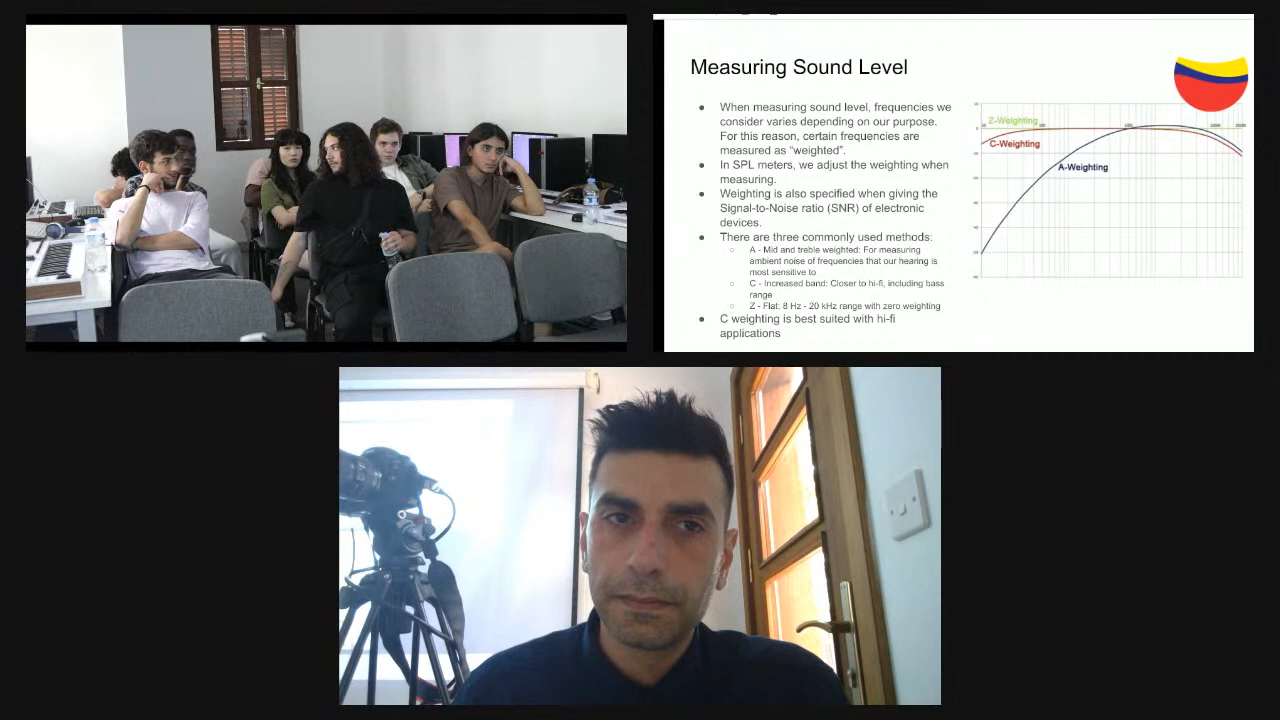 Measuring Sound Level
When measuring sound level, frequencies we
consider varies depending on our purpose.
For this reason, certain frequencies are
measured as “weighted”.
In SPL meters, we adjust the weighting when
measuring.
Weighting is also specified when giving the
Signal-to-Noise ratio (SNR) of electronic
devices.
There are three commonly used methods:
A - Mid and treble weighted: For measuring
ambient noise of frequencies that our hearing is
most sensitive to
C - Increased band: Closer to hi-fi, including bass
range
Z - Flat: 8 Hz - 20 kHz range with zero weighting
C weighting is best suited with hi-fi
applications
Z-Weighting
C-Weighting
A-Weighting